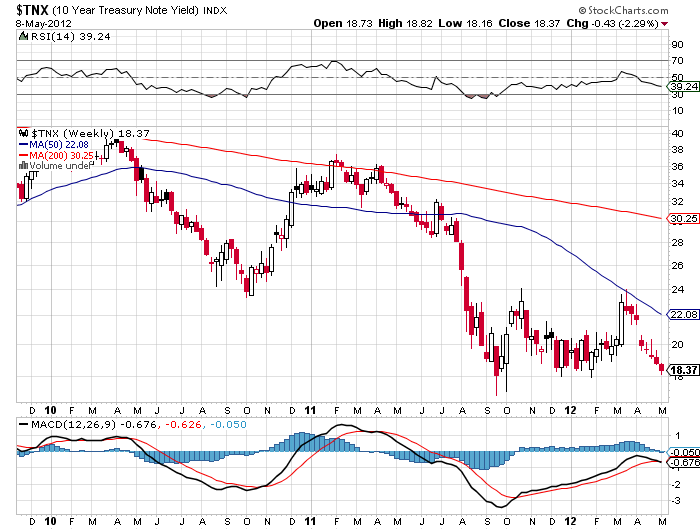 $TNX (10 Year Treasury Note Yield) INDX © StockCharts.com
8-May-2012 Open 18.73 High 18.82 Low 18.16 Close 18.37 Chg -0.43 (-2.29%)
RSI(14) 39.24
90
70
50
39.24
30
10
$TNX (Weekly) 18.37
MA(50) 22.08
MA(200) 30.25
Volume undef
40
38
36
34
32
30.25
30
28
26
24
22.08
20
18.37
18
D 10 F M A M J J A S O N D 11 F M A M J J A S O N D 12 F M A M
MACD(12,26,9) -0.676, -0.626, -0.050
1
-0.050
-0.676
-2
-3
D 10 F M A M J J A S O N D 11 F M A M J J A S O N D 12 F M A M